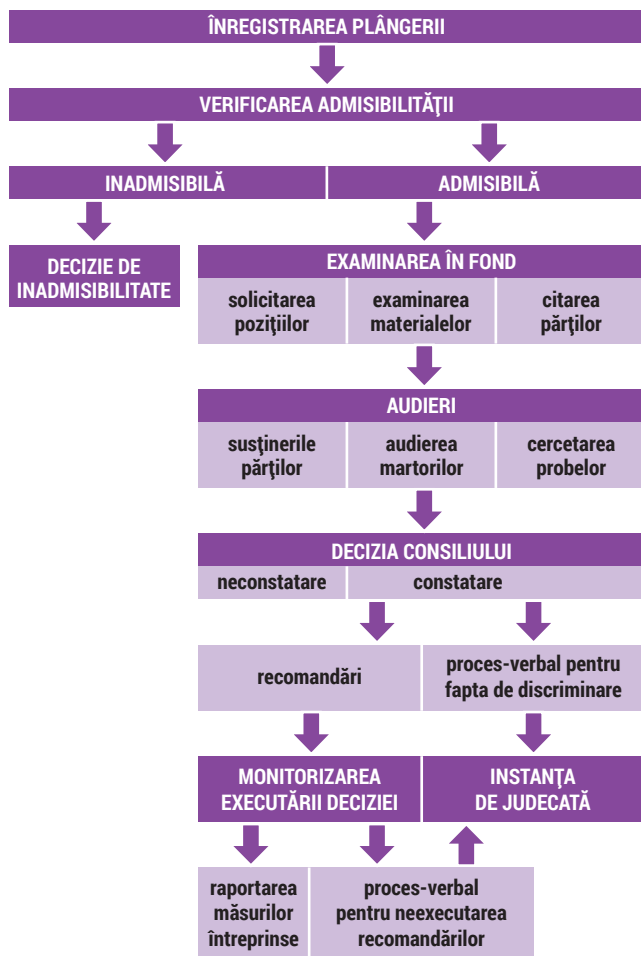 ÎNREGISTRAREA PLÂNGERII
VERIFICAREA ADMISIBILITĂŢII
INADMISIBILĂ
ADMISIBILĂ
DECIZIE DE
INADMISIBILITATE
EXAMINAREA ÎN FOND
solicitarea
poziţiilor
examinarea
materialelor
citarea
părţilor
AUDIERI
susţinerile
părţilor
audierea
martorilor
cercetarea
probelor
DECIZIA CONSILIULUI
neconstatare
constatare
recomandări
proces-verbal pentru
fapta de discriminare
MONITORIZAREA
EXECUTĂRII DECIZIEI
INSTANŢA
DE JUDECATĂ
raportarea
măsurilor
întreprinse
proces-verbal
pentru neexecutarea
recomandărilor